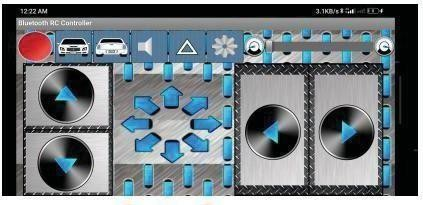 12:22 AM 3.1KB/s
Bluetooth RC Controller